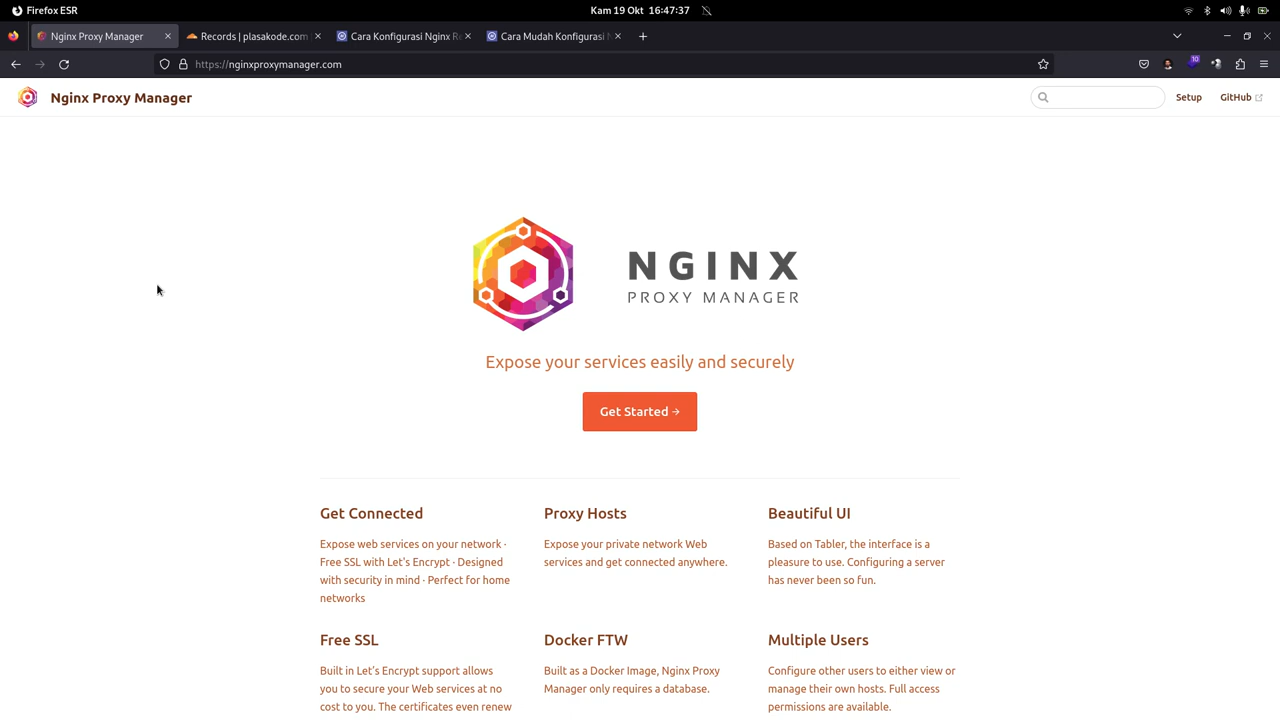 Firefox ESR
Kam 19 Okt 16:47:37
Nginx Proxy Manager
Records | plasakode.com
Cara Konfigurasi Nginx Re
Cara Mudah Konfigurasi N
https://nginxproxymanager.com
10
Nginx Proxy Manager
Setup
GitHub
NGINX
PROXY MANAGER
Expose your services easily and securely
Get Started →
Get Connected
Expose web services on your network ·
Free SSL with Let's Encrypt · Designed
with security in mind · Perfect for home
networks
Proxy Hosts
Expose your private network Web
services and get connected anywhere.
Beautiful UI
Based on Tabler, the interface is a
pleasure to use. Configuring a server
has never been so fun.
Free SSL
Built in Let's Encrypt support allows
you to secure your Web services at no
cost to you. The certificates even renew
Docker FTW
Built as a Docker Image, Nginx Proxy
Manager only requires a database.
Multiple Users
Configure other users to either view or
manage their own hosts. Full access
permissions are available.